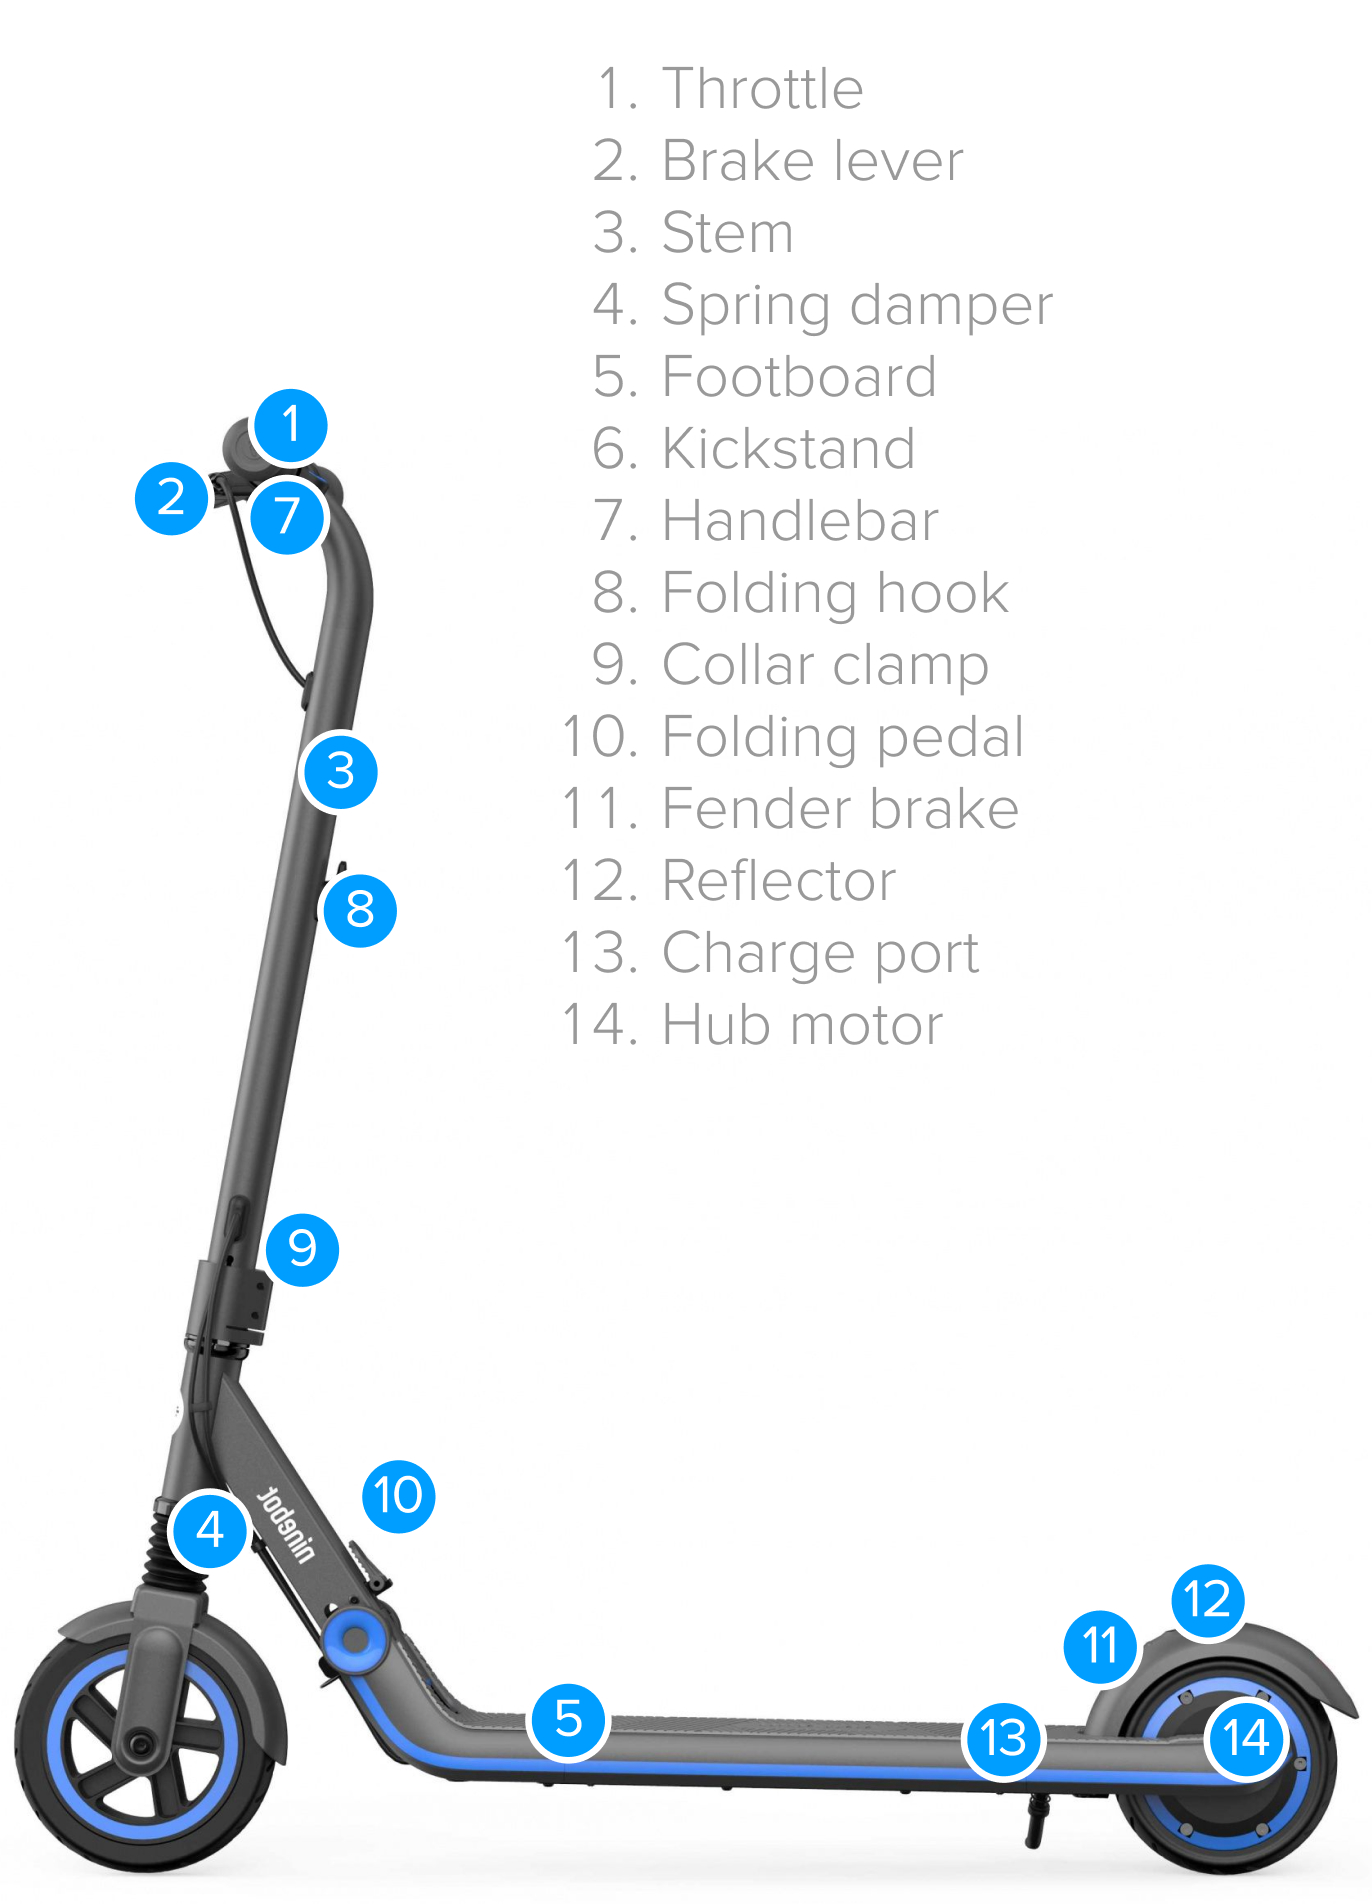 1. Throttle
2. Brake lever
3. Stem
4. Spring damper
5. Footboard
6. Kickstand
7. Handlebar
8. Folding hook
9. Collar clamp
10. Folding pedal
11. Fender brake
12. Reflector
13. Charge port
14. Hub motor
1
2
7
3
8
9
10
4
ninebot
12
11
5
13
14